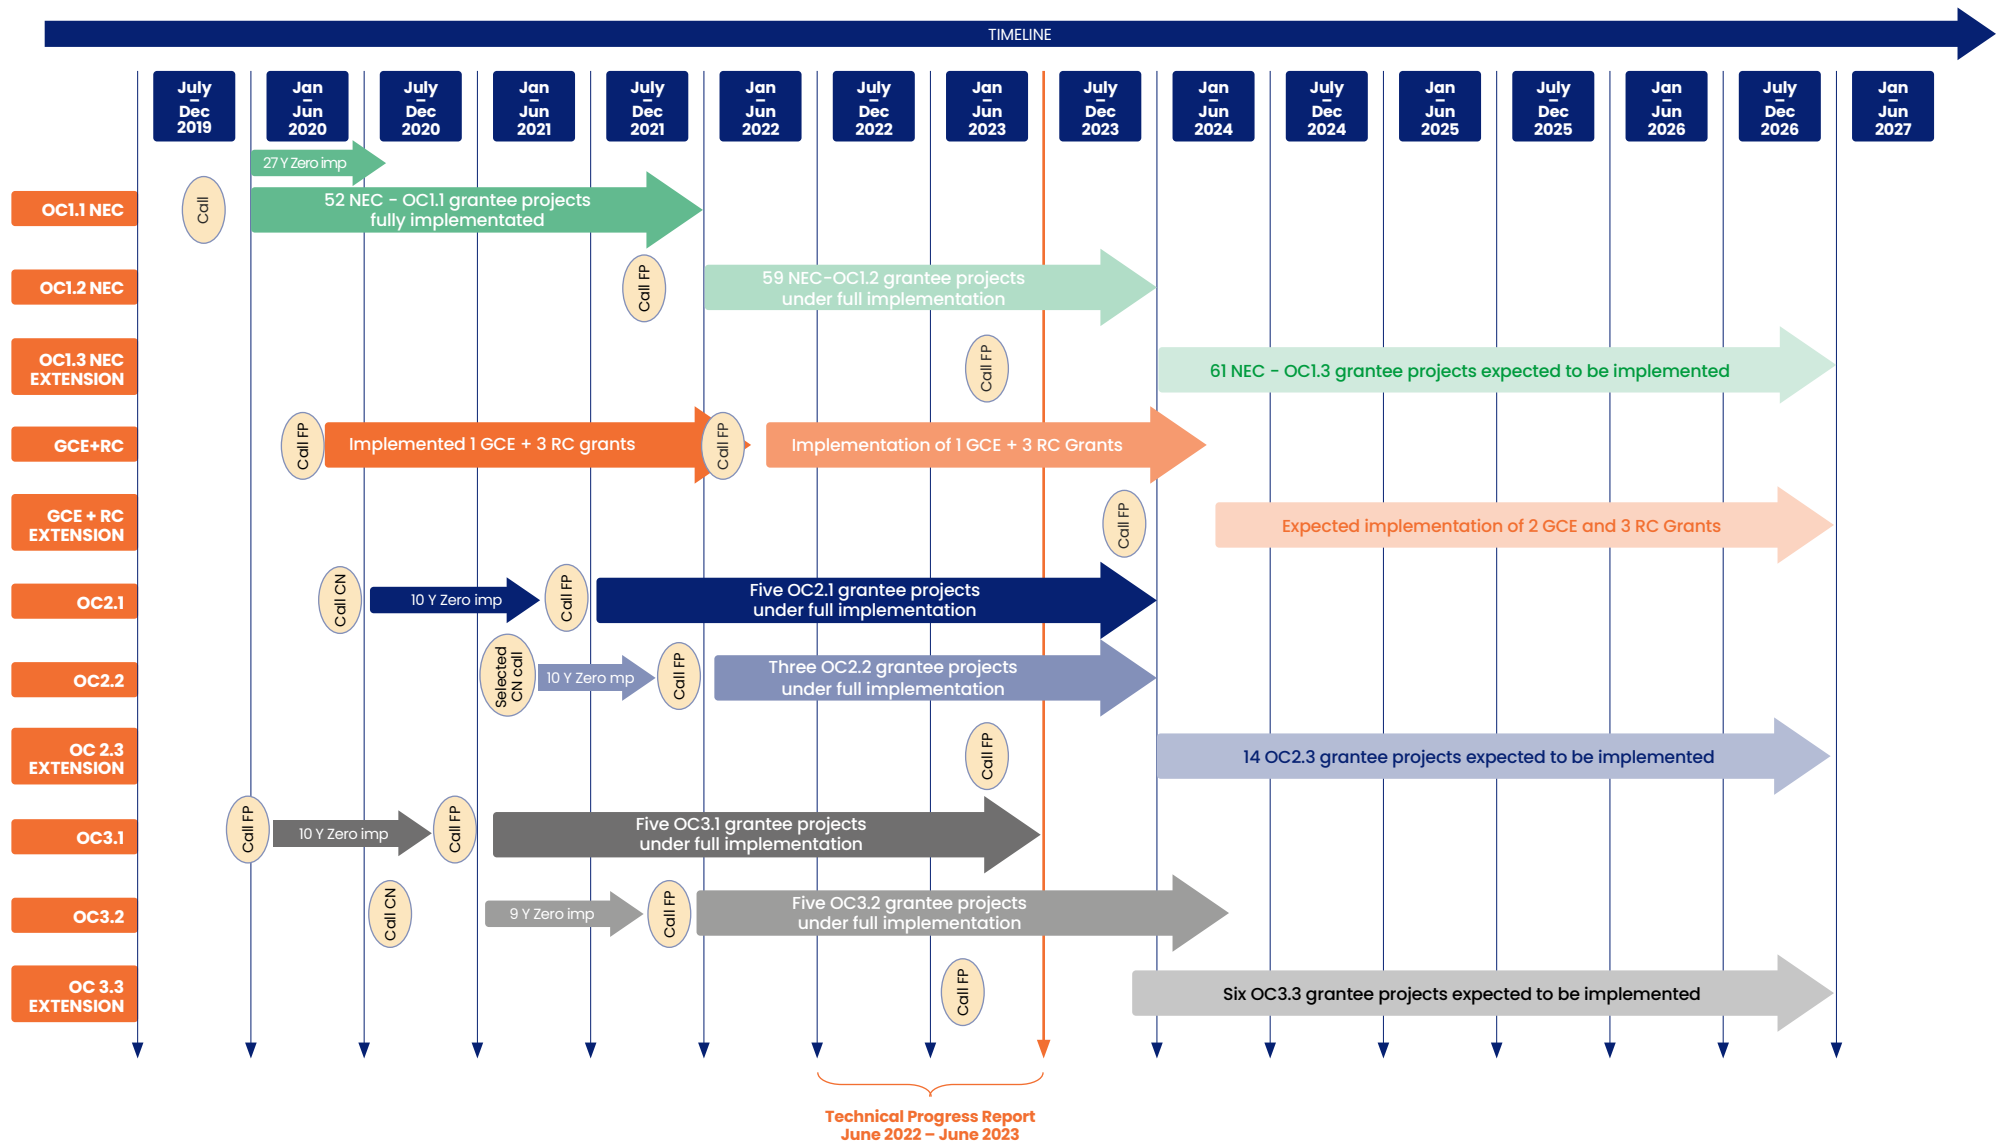 TIMELINE
July
–
Dec
2019
Jan
–
Jun
2020
July
–
Dec
2020
Jan
–
Jun
2021
July
–
Dec
2021
Jan
–
Jun
2022
July
–
Dec
2022
Jan
–
Jun
2023
July
–
Dec
2023
Jan
–
Jun
2024
July
–
Dec
2024
Jan
–
Jun
2025
July
–
Dec
2025
Jan
–
Jun
2026
July
–
Dec
2026
Jan
–
Jun
2027
27 Y Zero imp
OC1.1 NEC
Call
52 NEC - OC1.1 grantee projects
fully implementated
OC1.2 NEC
Call FP
59 NEC-OC1.2 grantee projects
under full implementation
OC1.3 NEC
EXTENSION
Call FP
61 NEC - OC1.3 grantee projects expected to be implemented
GCE+RC
Call FP
Implemented 1 GCE + 3 RC grants
Call FP
Implementation of 1 GCE + 3 RC Grants
GCE + RC
EXTENSION
Call FP
Expected implementation of 2 GCE and 3 RC Grants
OC2.1
Call CN
10 Y Zero imp
Call FP
Five OC2.1 grantee projects
under full implementation
OC2.2
Selected
CN call
10 Y Zero mp
Call FP
Three OC2.2 grantee projects
under full implementation
OC 2.3
EXTENSION
Call FP
14 OC2.3 grantee projects expected to be implemented
OC3.1
Call FP
10 Y Zero imp
Call FP
Five OC3.1 grantee projects
under full implementation
OC3.2
Call CN
9 Y Zero imp
Call FP
Five OC3.2 grantee projects
under full implementation
OC 3.3
EXTENSION
Call FP
Six OC3.3 grantee projects expected to be implemented
Technical Progress Report
June 2022 – June 2023